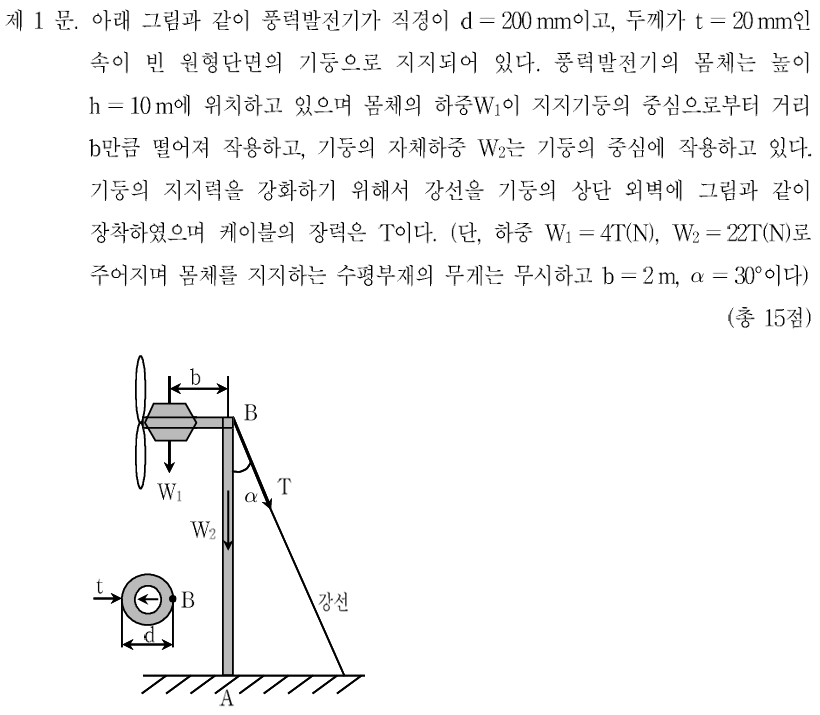 제 1 문. 아래 그림과 같이 풍력발전기가 직경이 d = 200 mm이고, 두께가 t = 20 mm인
속이 빈 원형단면의 기둥으로 지지되어 있다. 풍력발전기의 몸체는 높이
h = 10 m에 위치하고 있으며 몸체의 하중W₁이 지지기둥의 중심으로부터 거리
b만큼 떨어져 작용하고, 기둥의 자체하중 W₂는 기둥의 중심에 작용하고 있다.
기둥의 지지력을 강화하기 위해서 강선을 기둥의 상단 외벽에 그림과 같이
장착하였으며 케이블의 장력은 T이다. (단, 하중 W₁ = 4T(N), W₂ = 22T(N)로
주어지며 몸체를 지지하는 수평부재의 무게는 무시하고 b = 2 m, α = 30°이다)
(총 15점)
b
B
W₁
α
T
W₂
t
B
강선
d
A